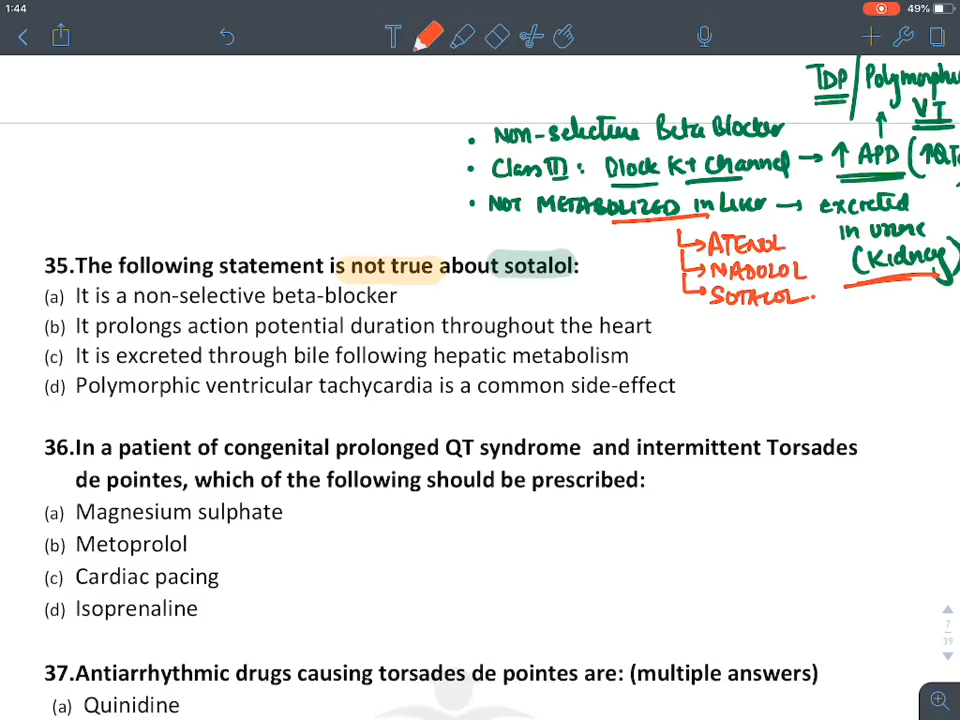 1:44
49%
T
TDP / Polymorphic
VT
• Non-selective Beta Blocker
• Class III : Block K+ Channel → ↑ APD (↑QT
• NOT METABOLIZED in liver → excreted
in urine
(Kidney)
↳ ATENOL
↳ NADOLOL
↳ SOTALOL.
35.The following statement is not true about sotalol:
(a) It is a non-selective beta-blocker
(b) It prolongs action potential duration throughout the heart
(c) It is excreted through bile following hepatic metabolism
(d) Polymorphic ventricular tachycardia is a common side-effect
36.In a patient of congenital prolonged QT syndrome and intermittent Torsades
de pointes, which of the following should be prescribed:
(a) Magnesium sulphate
(b) Metoprolol
(c) Cardiac pacing
(d) Isoprenaline
7
39
37.Antiarrhythmic drugs causing torsades de pointes are: (multiple answers)
(a) Quinidine